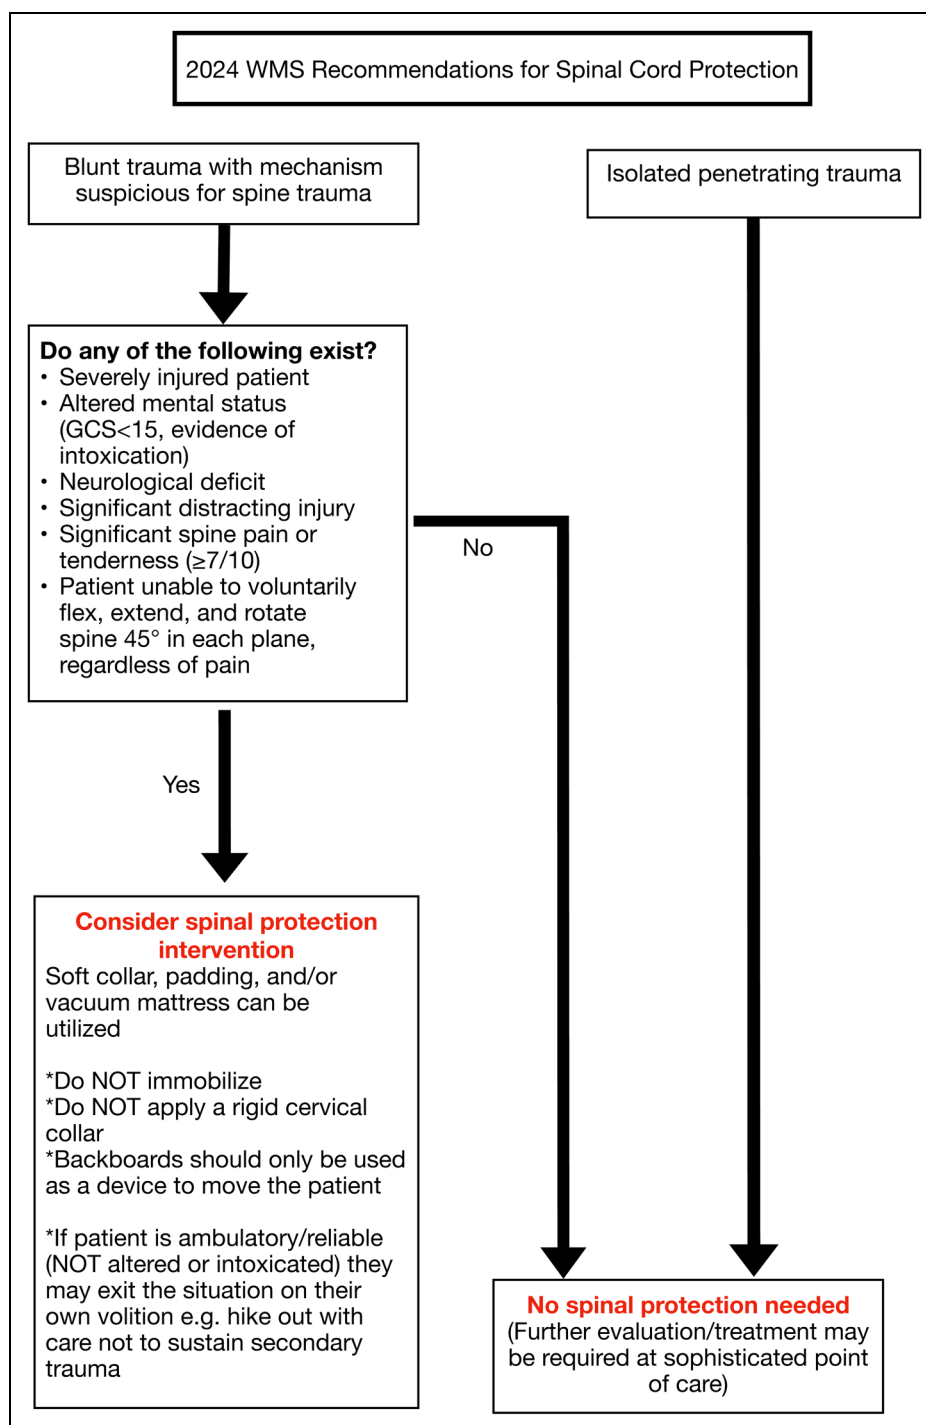 2024 WMS Recommendations for Spinal Cord Protection
Blunt trauma with mechanism
suspicious for spine trauma
Isolated penetrating trauma
Do any of the following exist?
• Severely injured patient
• Altered mental status
(GCS<15, evidence of
intoxication)
• Neurological deficit
• Significant distracting injury
• Significant spine pain or
tenderness (≥7/10)
• Patient unable to voluntarily
flex, extend, and rotate
spine 45° in each plane,
regardless of pain
No
Yes
Consider spinal protection
intervention
Soft collar, padding, and/or
vacuum mattress can be
utilized
*Do NOT immobilize
*Do NOT apply a rigid cervical
collar
*Backboards should only be used
as a device to move the patient
*If patient is ambulatory/reliable
(NOT altered or intoxicated) they
may exit the situation on their
own volition e.g. hike out with
care not to sustain secondary
trauma
No spinal protection needed
(Further evaluation/treatment may
be required at sophisticated point
of care)